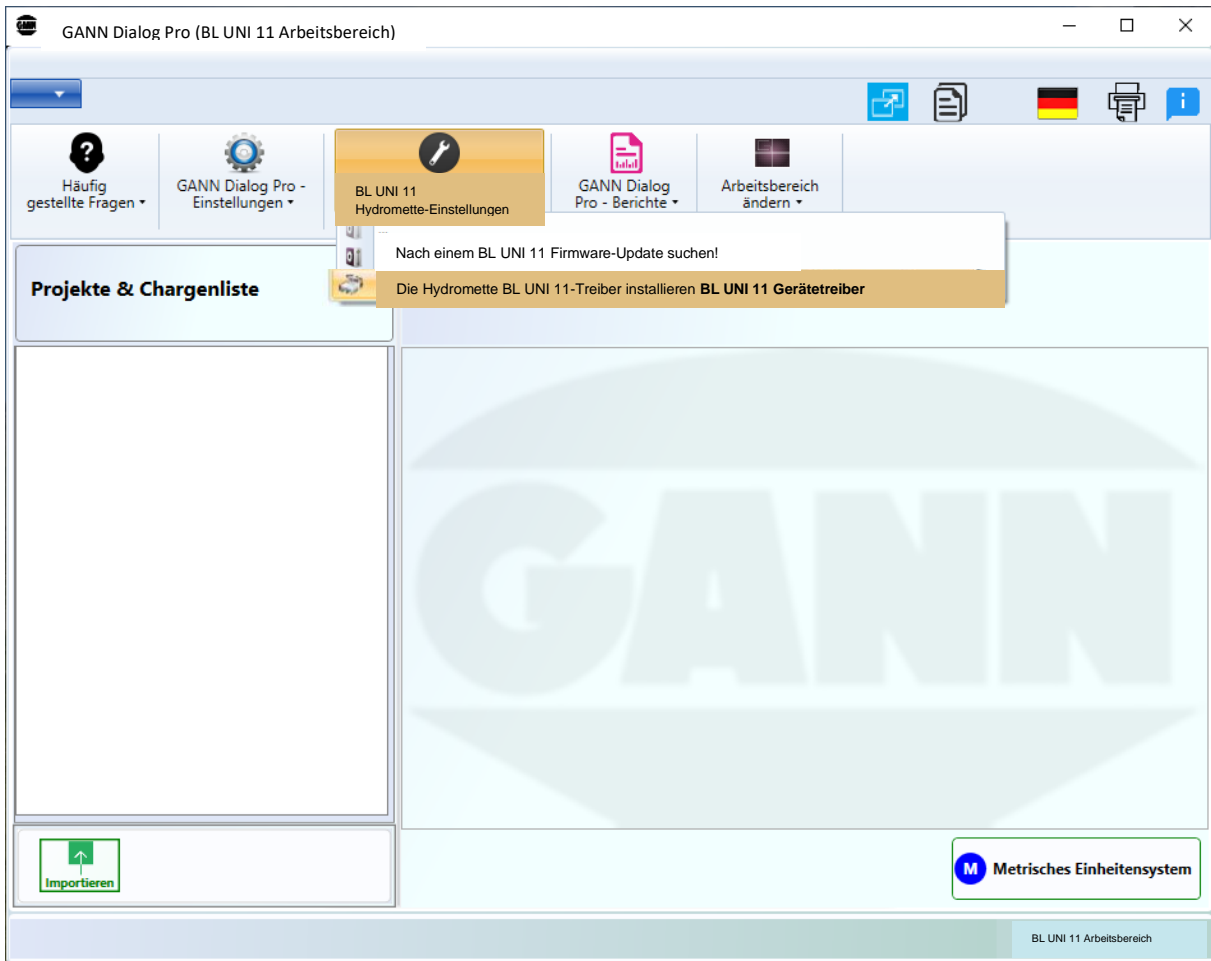 GANN Dialog Pro (BL UNI 11 Arbeitsbereich)
Häufig
gestellte Fragen
GANN Dialog Pro -
Einstellungen
BL UNI 11
Hydromette-Einstellungen
GANN Dialog
Pro - Berichte
Arbeitsbereich
ändern
...
Nach einem BL UNI 11 Firmware-Update suchen!
Die Hydromette BL UNI 11-Treiber installieren BL UNI 11 Gerätetreiber
Projekte & Chargenliste
GANN
Importieren
M Metrisches Einheitensystem
BL UNI 11 Arbeitsbereich